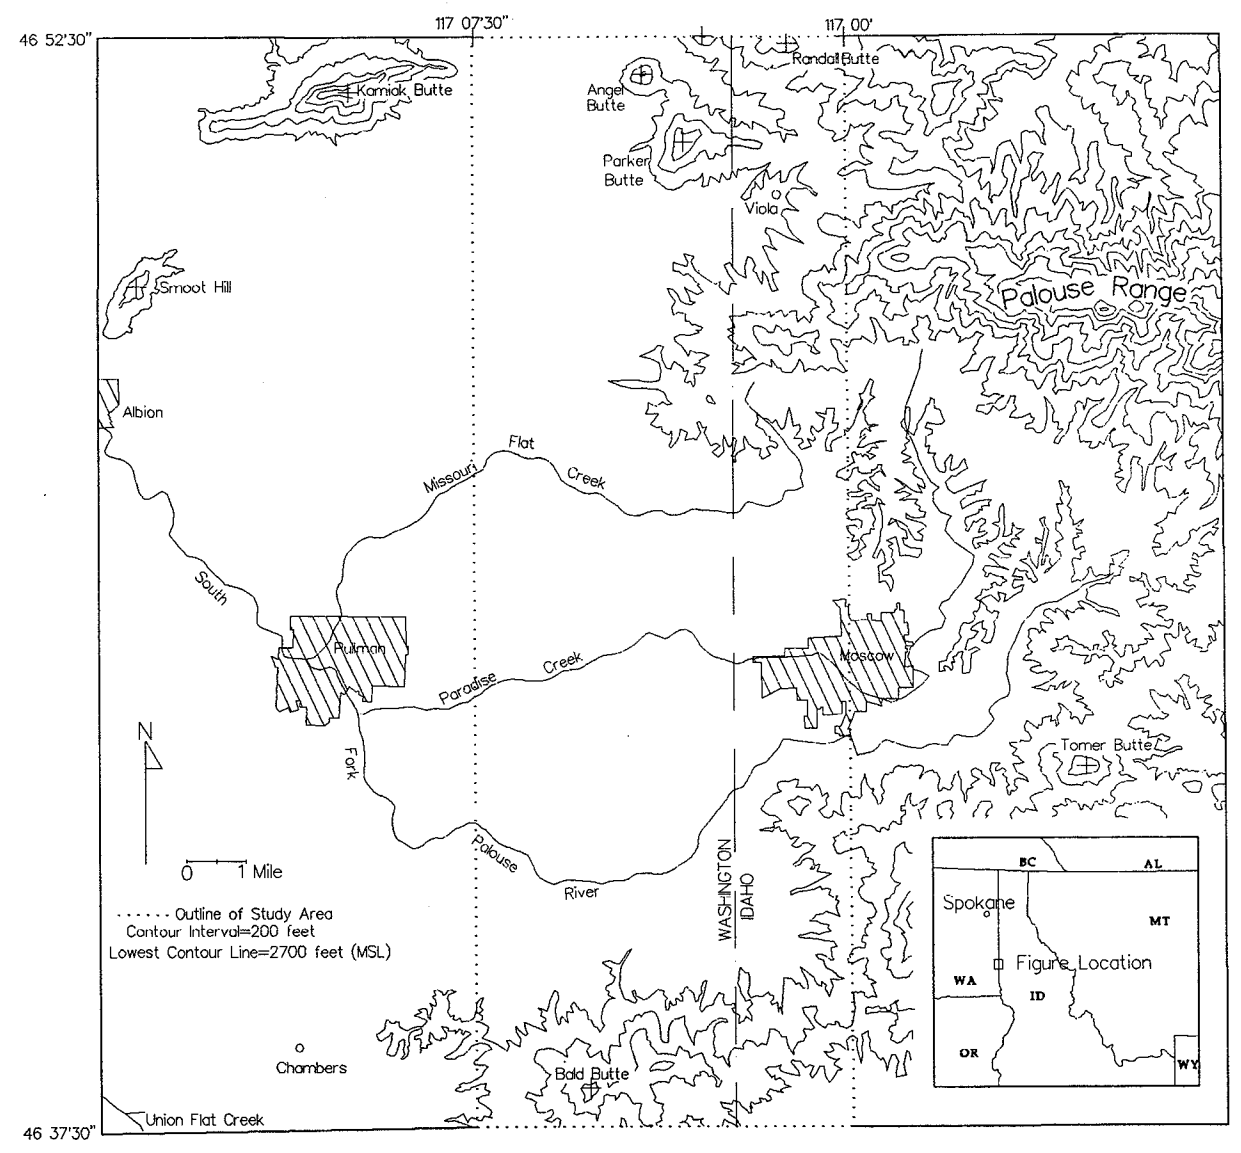 117 07'30"
117 00'
46 52'30"
Randall Butte
Kamiak Butte
Angel
Butte
Parker
Butte
Viola
Smoot Hill
Palouse Range
Albion
Flat
Missouri
Creek
South
Pullman
Moscow
Creek
Paradise
N
Fork
Tomer Butte
0 1 Mile
Palouse
River
WASHINGTON
IDAHO
BC
AL
Spokane
MT
Figure Location
WA
ID
OR
WY
Outline of Study Area
Contour Interval=200 feet
Lowest Contour Line=2700 feet (MSL)
Chambers
Bald Butte
Union Flat Creek
46 37'30"